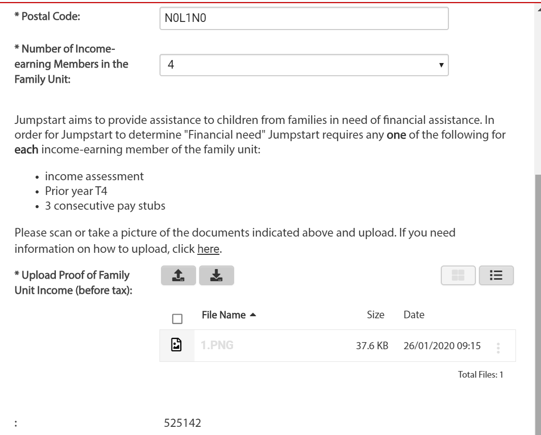 * Postal Code:
N0L1N0
* Number of Income-
earning Members in the
Family Unit:
4
Jumpstart aims to provide assistance to children from families in need of financial assistance. In
order for Jumpstart to determine "Financial need" Jumpstart requires any one of the following for
each income-earning member of the family unit:
• income assessment
• Prior year T4
• 3 consecutive pay stubs
Please scan or take a picture of the documents indicated above and upload. If you need
information on how to upload, click here.
* Upload Proof of Family
Unit Income (before tax):
File Name Size Date
1.PNG 37.6 KB 26/01/2020 09:15
Total Files: 1
: 525142